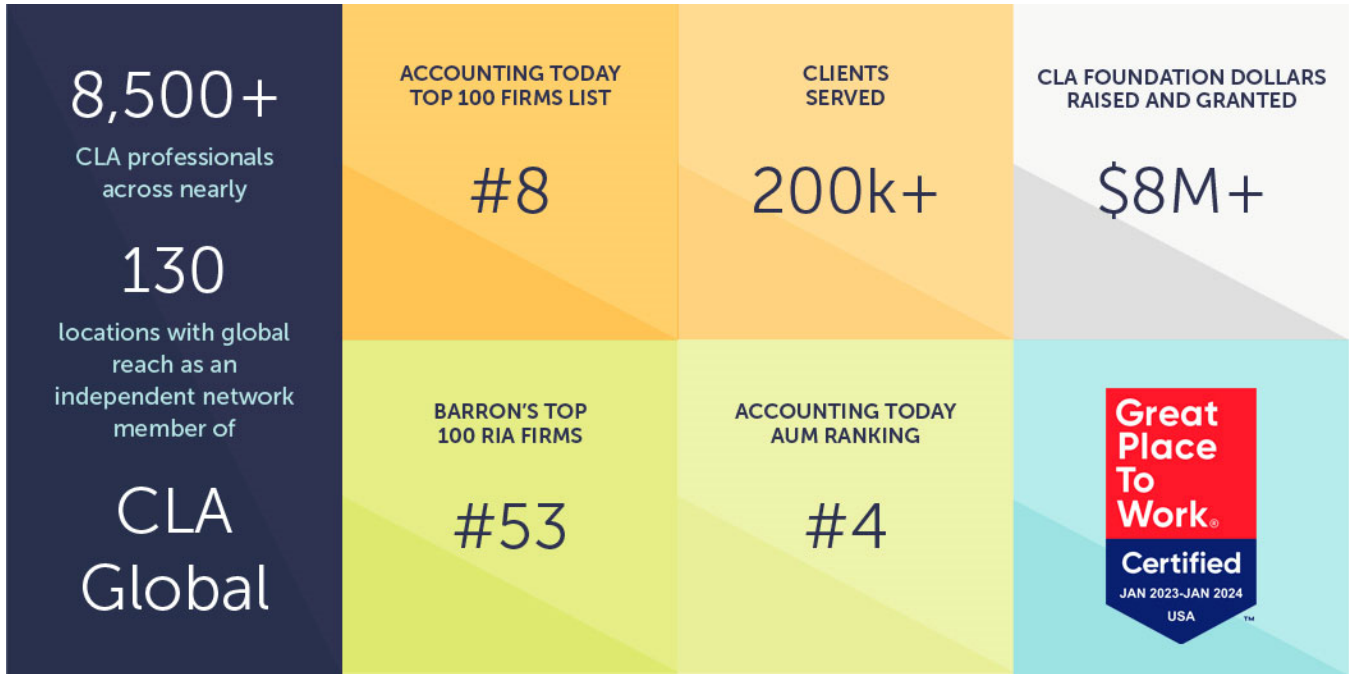 8,500+
CLA professionals
across nearly
130
locations with global
reach as an
independent network
member of
CLA
Global
ACCOUNTING TODAY
TOP 100 FIRMS LIST
#8
CLIENTS
SERVED
200k+
CLA FOUNDATION DOLLARS
RAISED AND GRANTED
$8M+
BARRON'S TOP
100 RIA FIRMS
#53
ACCOUNTING TODAY
AUM RANKING
#4
Great
Place
To
Work®
Certified
JAN 2023-JAN 2024
USA
™